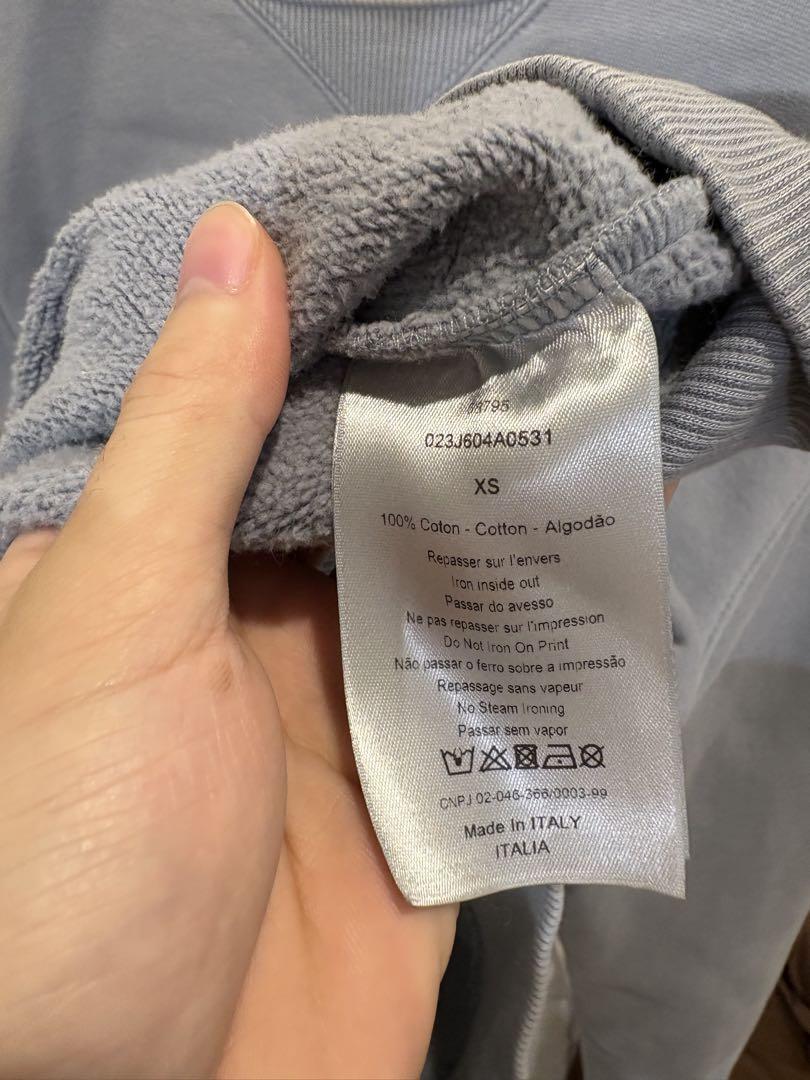 023J604A0531
XS
100% Coton - Cotton - Algodão
Repasser sur l'envers
Iron inside out
Passar do avesso
Ne pas repasser sur l'impression
Do Not Iron On Print
Não passar o ferro sobre a impressão
Repassage sans vapeur
No Steam Ironing
Passar sem vapor
CNPJ 02-046-366/0003-99
Made In ITALY
ITALIA